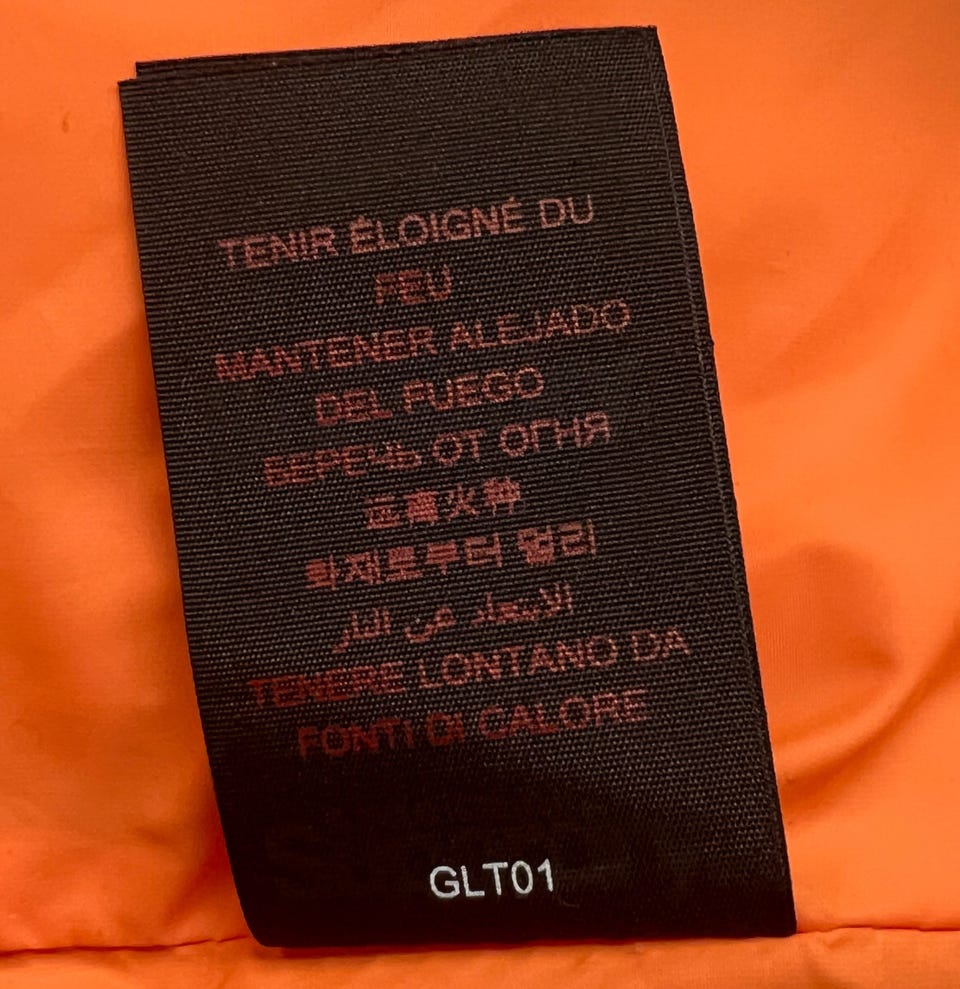 TENIR ÉLOIGNÉ DU
FEU
MANTENER ALEJADO
DEL FUEGO
БЕРЕЧЬ ОТ ОГНЯ
远离火种
화재로부터 멀리
الابتعاد عن النار
TENERE LONTANO DA
FONTI DI CALORE
GLT01